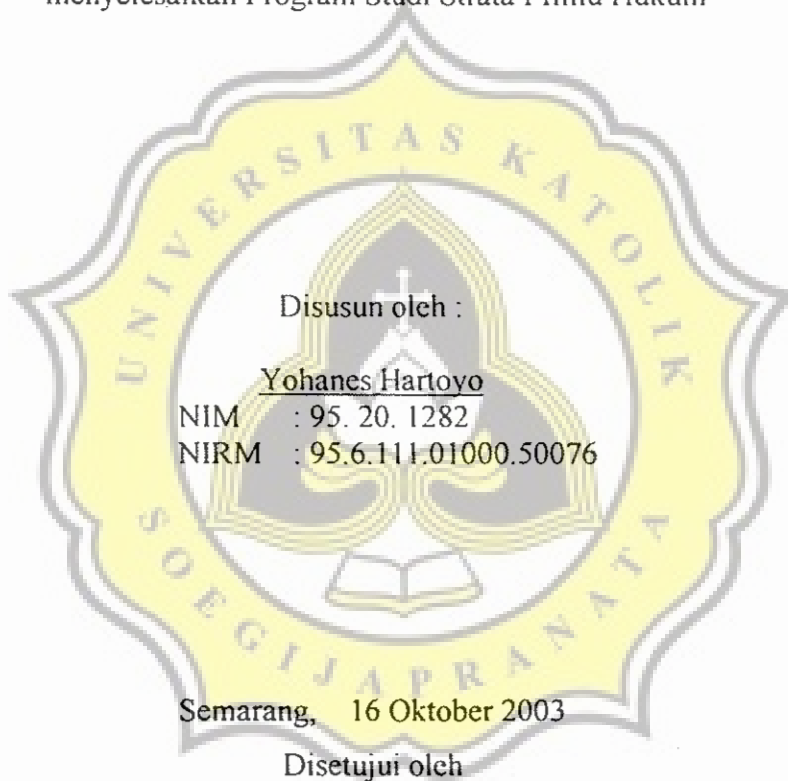 menyelesaikan Program Studi Strata I Ilmu Hukum
UNIVERSITAS KATOLIK
Disusun oleh :
Yohanes Hartoyo
NIM : 95. 20. 1282
NIRM : 95.6.111.01000.50076
SOEGIJAPRANATA
Semarang, 16 Oktober 2003
Disetujui oleh